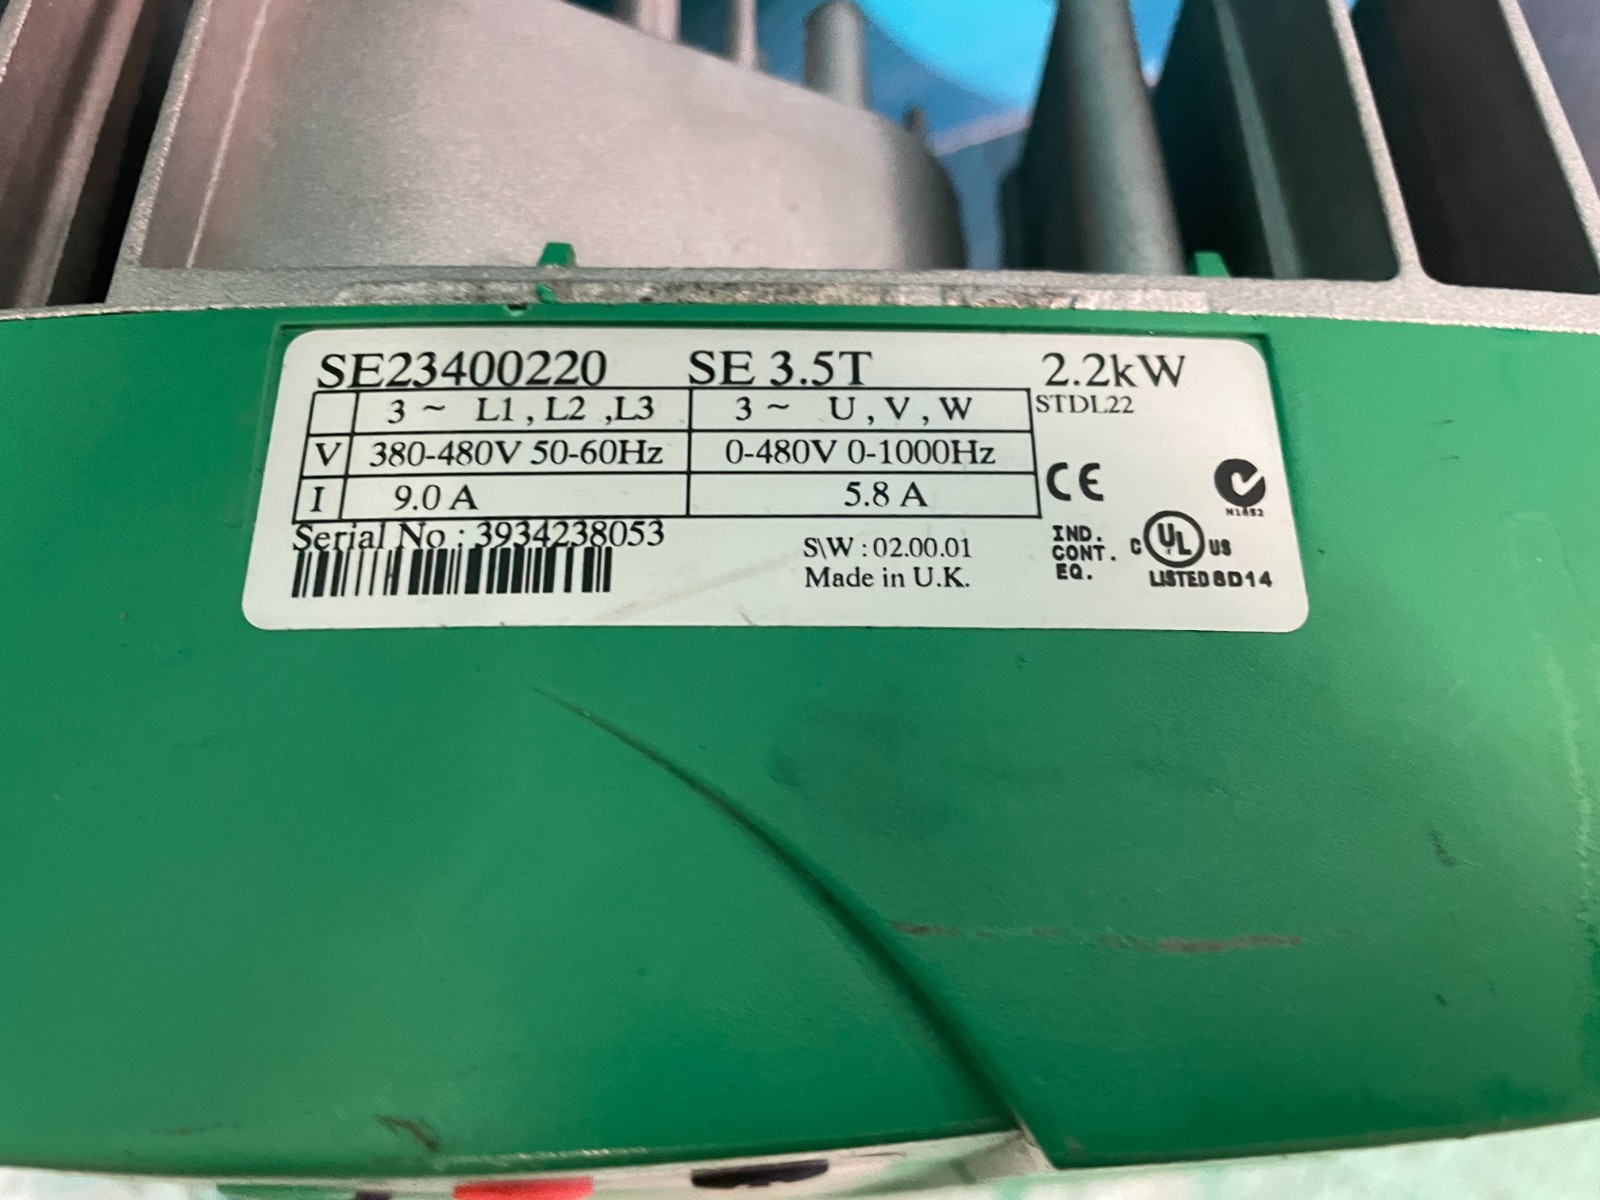 SE23400220 SE 3.5T 2.2kW
3 ~ L1 , L2 ,L3 3 ~ U , V , W STDL22
V 380-480V 50-60Hz 0-480V 0-1000Hz
I 9.0 A 5.8 A CE
N1652
Serial No : 3934238053
S\W : 02.00.01
Made in U.K.
IND.
CONT.
EQ.
C UL US
LISTED 8D14